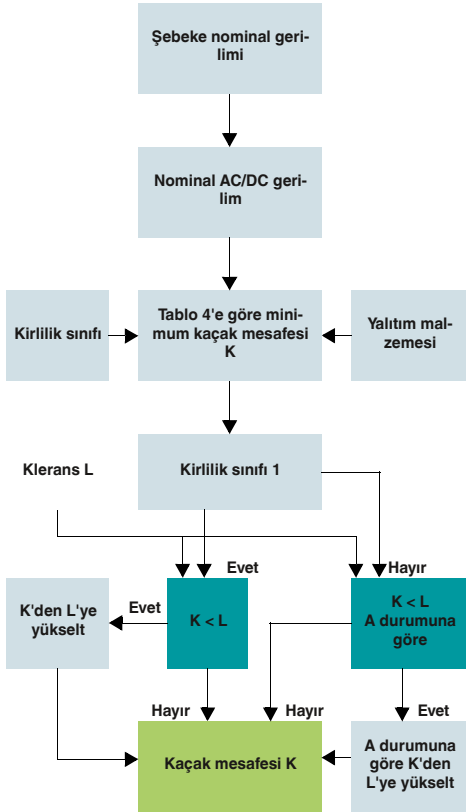 Şebeke nominal geri-
limi
Nominal AC/DC geri-
lim
Kirlilik sınıfı
Tablo 4'e göre mini-
mum kaçak mesafesi
K
Yalıtım mal-
zemesi
Klerans L
Kirlilik sınıfı 1
Evet
Hayır
K'den L'ye
yükselt
Evet
K < L
K < L
A durumuna
göre
Hayır
Hayır
Evet
Kaçak mesafesi K
A durumuna
göre K'den
L'ye yükselt